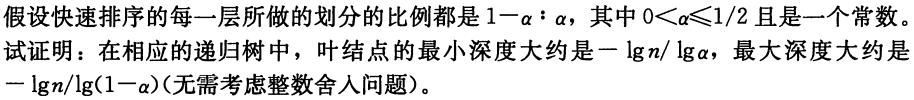 假设快速排序的每一层所做的划分的比例都是 1－α：α，其中 0＜α≤1/2 且是一个常数。
试证明：在相应的递归树中，叶结点的最小深度大约是－lgn/lgα，最大深度大约是
－lgn/lg(1－α)(无需考虑整数舍入问题)。